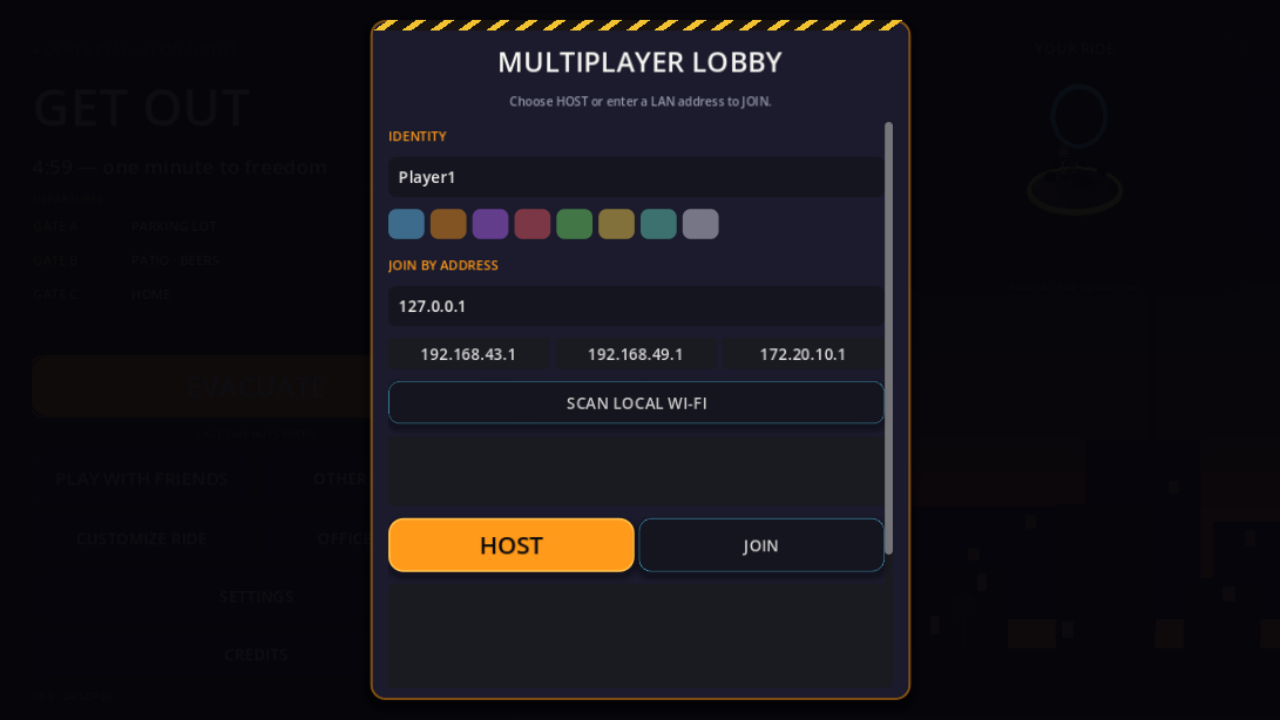 MULTIPLAYER LOBBY
Choose HOST or enter a LAN address to JOIN.
IDENTITY
Player1
JOIN BY ADDRESS
127.0.0.1
192.168.43.1 192.168.49.1 172.20.10.1
SCAN LOCAL WI-FI
HOST JOIN
GET OUT
4:59 — one minute to freedom
GATE A PARKING LOT
GATE B PATIO · BEERS
GATE C HOME
EVACUATE
PLAY WITH FRIENDS OTHER
CUSTOMIZE RIDE
SETTINGS
CREDITS
YOUR RIDE